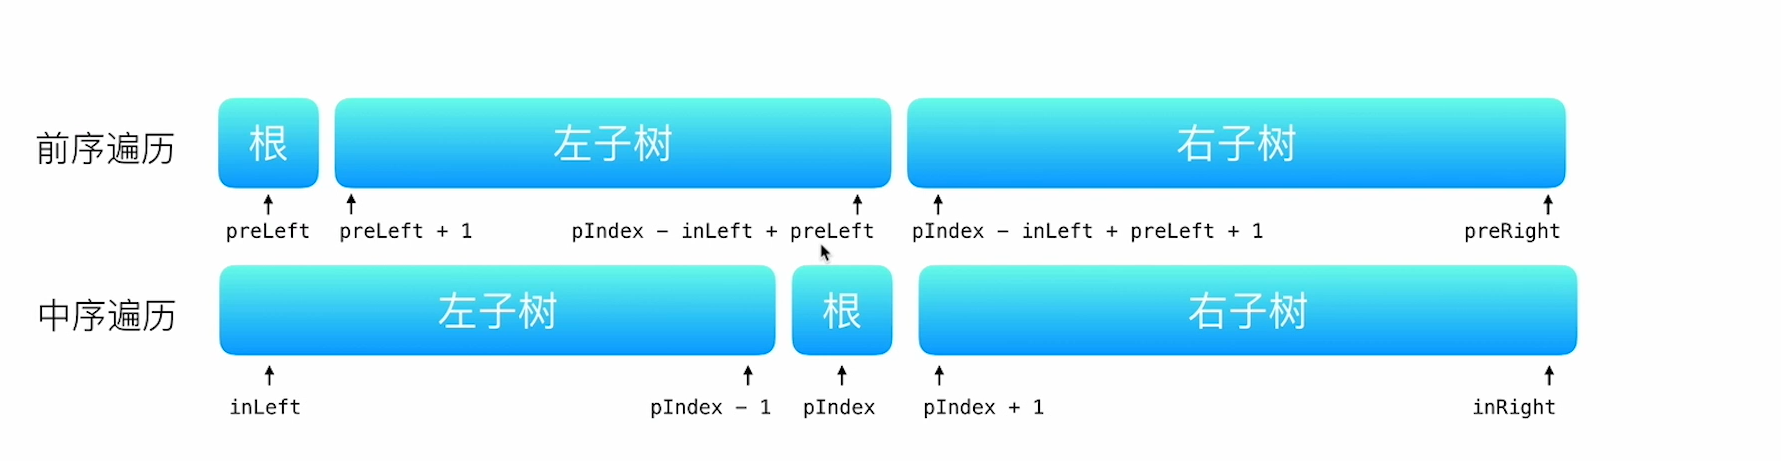 前序遍历 根 左子树 右子树
preLeft preLeft + 1 pIndex - inLeft + preLeft pIndex - inLeft + preLeft + 1 preRight
中序遍历 左子树 根 右子树
inLeft pIndex - 1 pIndex pIndex + 1 inRight